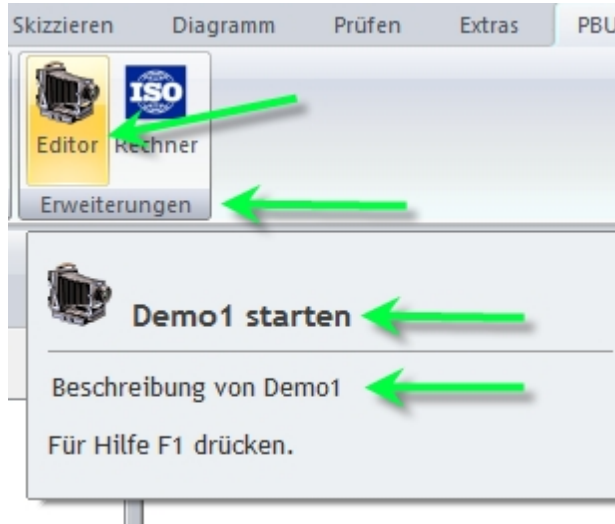 Skizzieren Diagramm Prüfen Extras PBU
ISO
Editor Rechner
Erweiterungen
Demo1 starten
Beschreibung von Demo1
Für Hilfe F1 drücken.